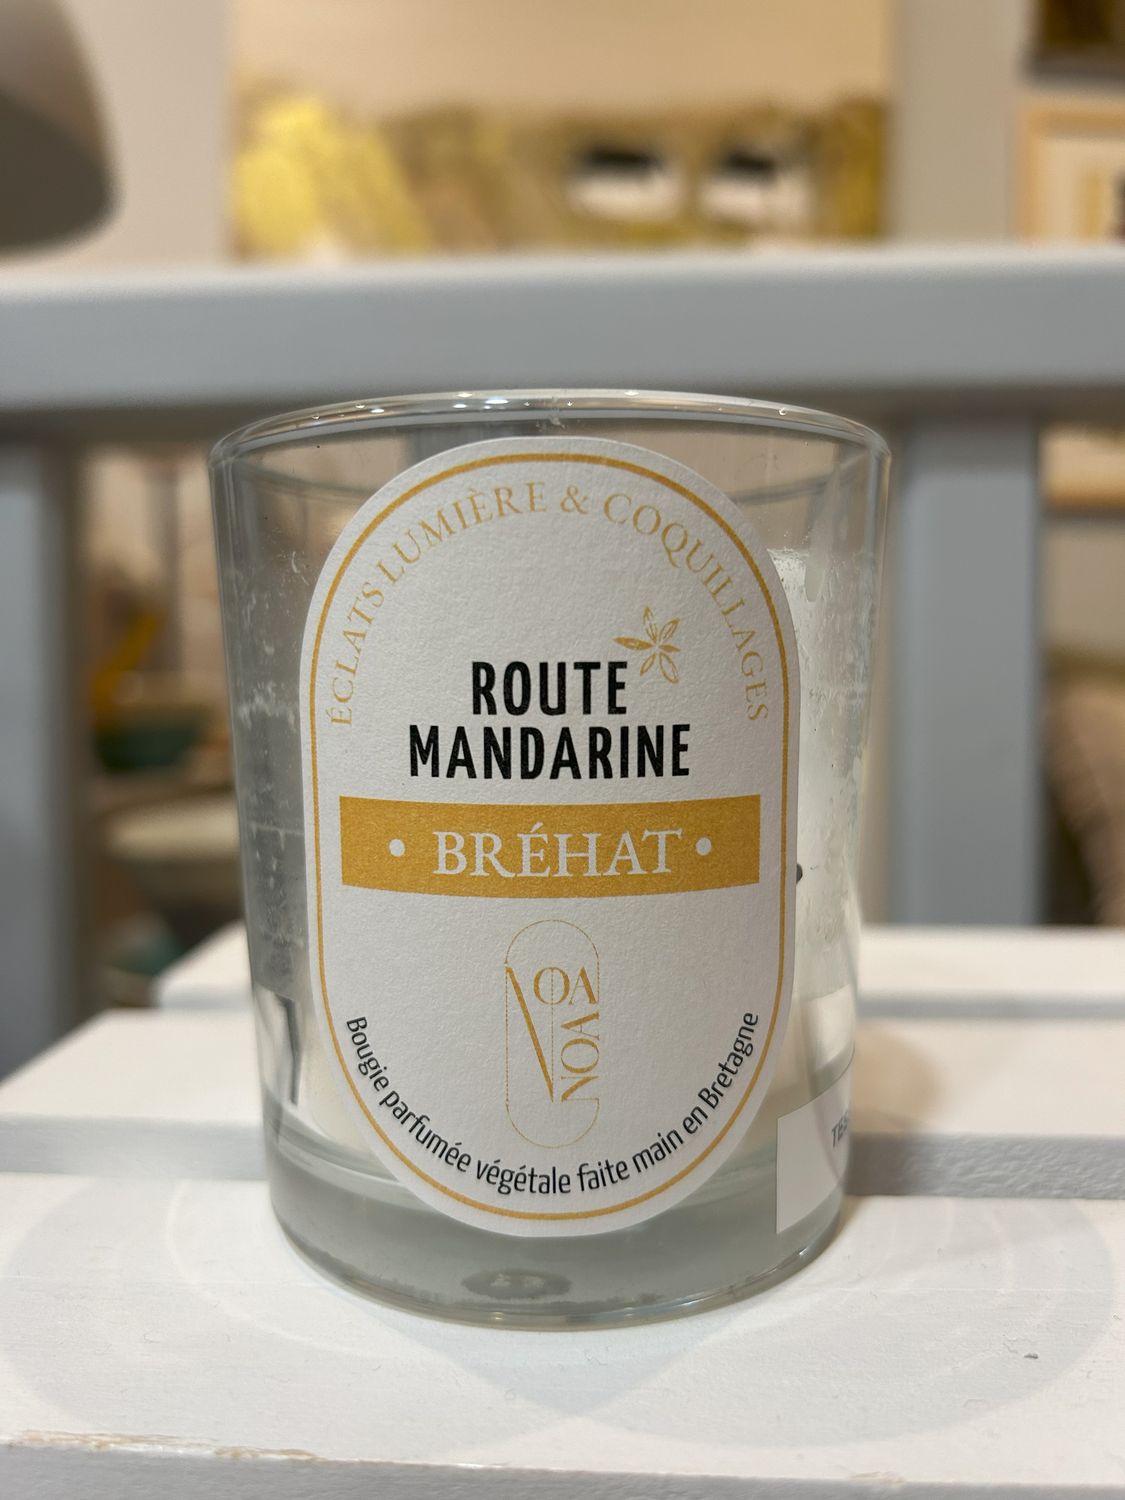 ÉCLATS LUMIÈRE & COQUILLAGES
ROUTE
MANDARINE
• BRÉHAT •
NOA
NOA
Bougie parfumée végétale faite main en Bretagne